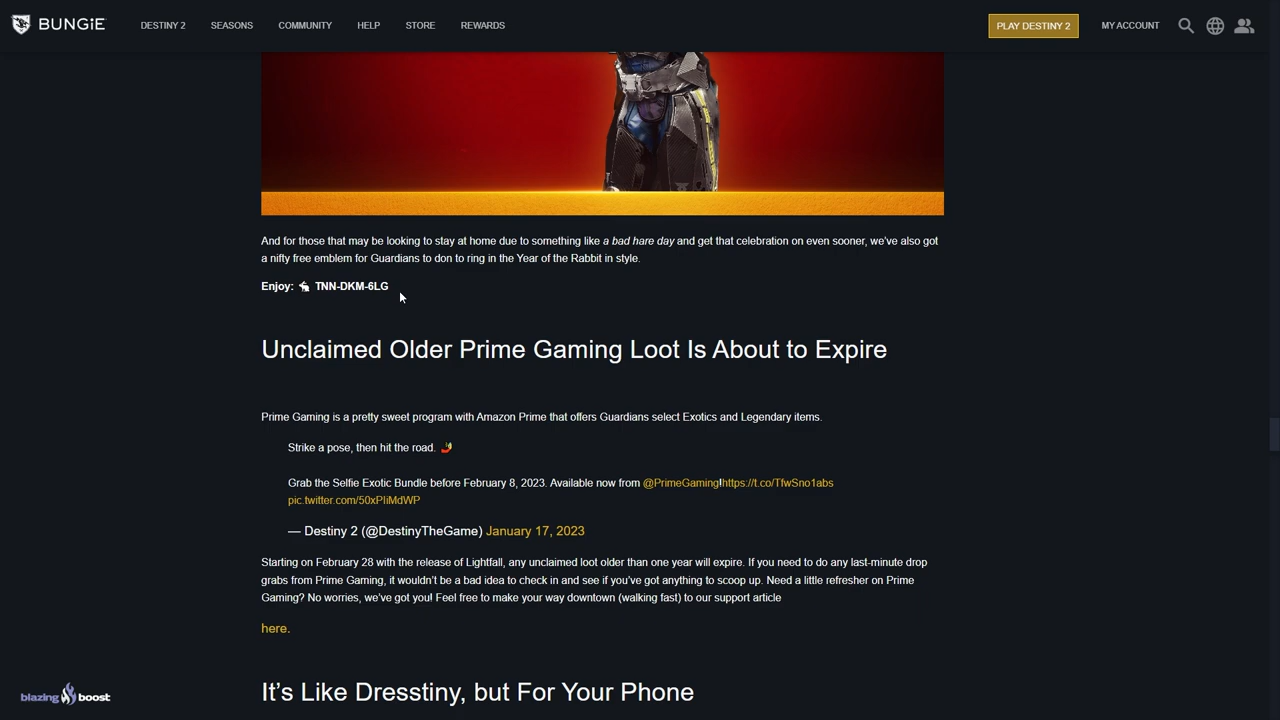 BUNGiE DESTINY 2 SEASONS COMMUNITY HELP STORE REWARDS PLAY DESTINY 2 MY ACCOUNT
And for those that may be looking to stay at home due to something like a bad hare day and get that celebration on even sooner, we've also got
a nifty free emblem for Guardians to don to ring in the Year of the Rabbit in style.
Enjoy: 🐇 TNN-DKM-6LG
Unclaimed Older Prime Gaming Loot Is About to Expire
Prime Gaming is a pretty sweet program with Amazon Prime that offers Guardians select Exotics and Legendary items.
Strike a pose, then hit the road. 🤳
Grab the Selfie Exotic Bundle before February 8, 2023. Available now from @PrimeGaming!https://t.co/TfwSno1abs
pic.twitter.com/50xPIiMdWP
— Destiny 2 (@DestinyTheGame) January 17, 2023
Starting on February 28 with the release of Lightfall, any unclaimed loot older than one year will expire. If you need to do any last-minute drop
grabs from Prime Gaming, it wouldn't be a bad idea to check in and see if you've got anything to scoop up. Need a little refresher on Prime
Gaming? No worries, we've got you! Feel free to make your way downtown (walking fast) to our support article
here.
It's Like Dresstiny, but For Your Phone
blazing boost